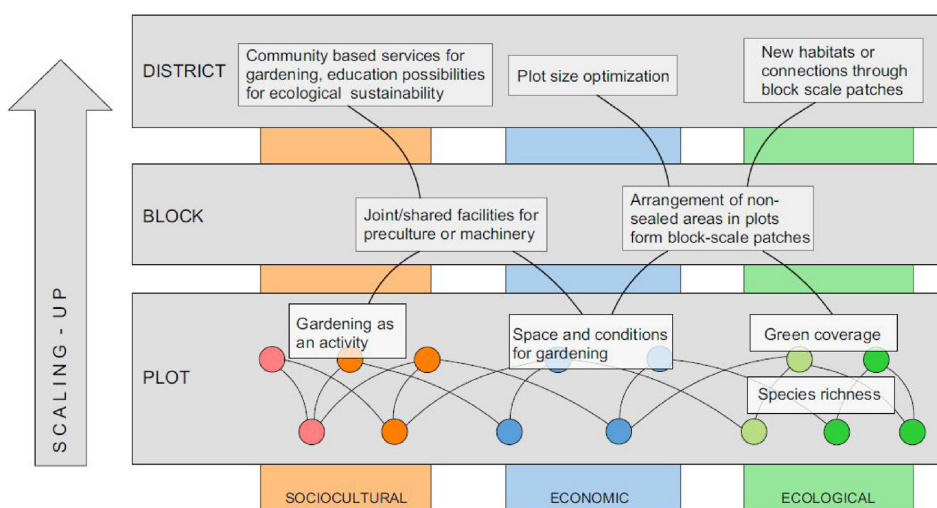 DISTRICT
Community based services for
gardening, education possibilities
for ecological sustainability
Plot size optimization
New habitats or
connections through
block scale patches
BLOCK
Joint/shared facilities for
preculture or machinery
Arrangement of non-
sealed areas in plots
form block-scale patches
PLOT
Gardening as
an activity
Space and conditions
for gardening
Green coverage
Species richness
SCALING - UP
SOCIOCULTURAL
ECONOMIC
ECOLOGICAL